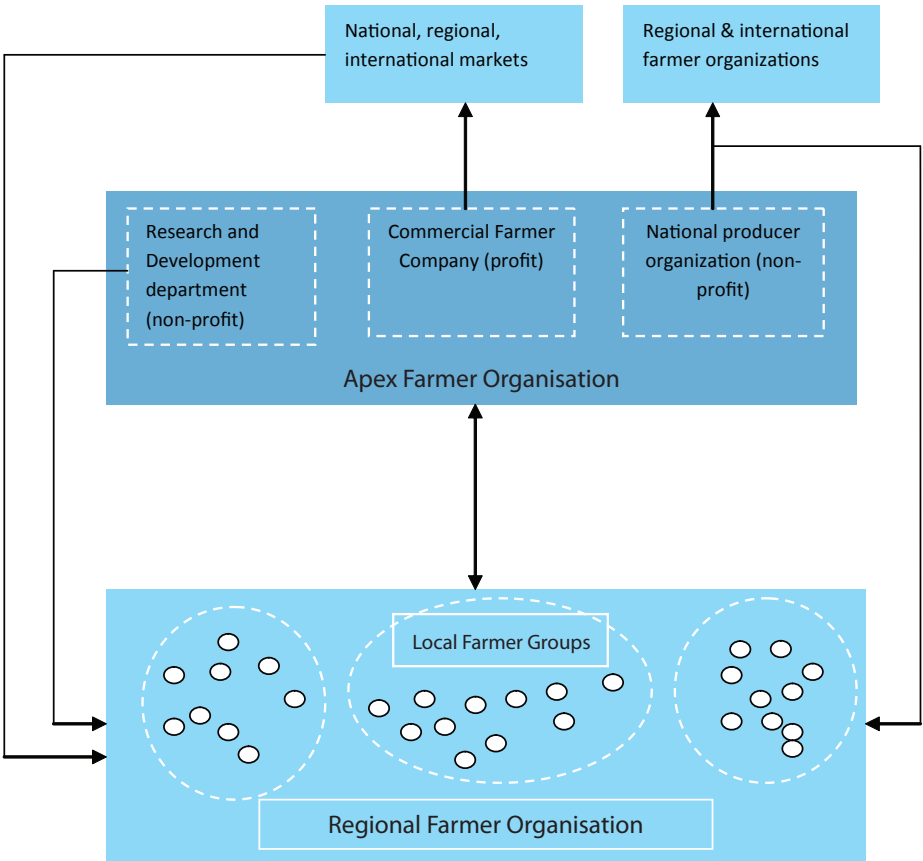 National, regional,
international markets
Regional & international
farmer organizations
Research and
Development
department
(non-profit)
Commercial Farmer
Company (profit)
National producer
organization (non-
profit)
Apex Farmer Organisation
Local Farmer Groups
Regional Farmer Organisation